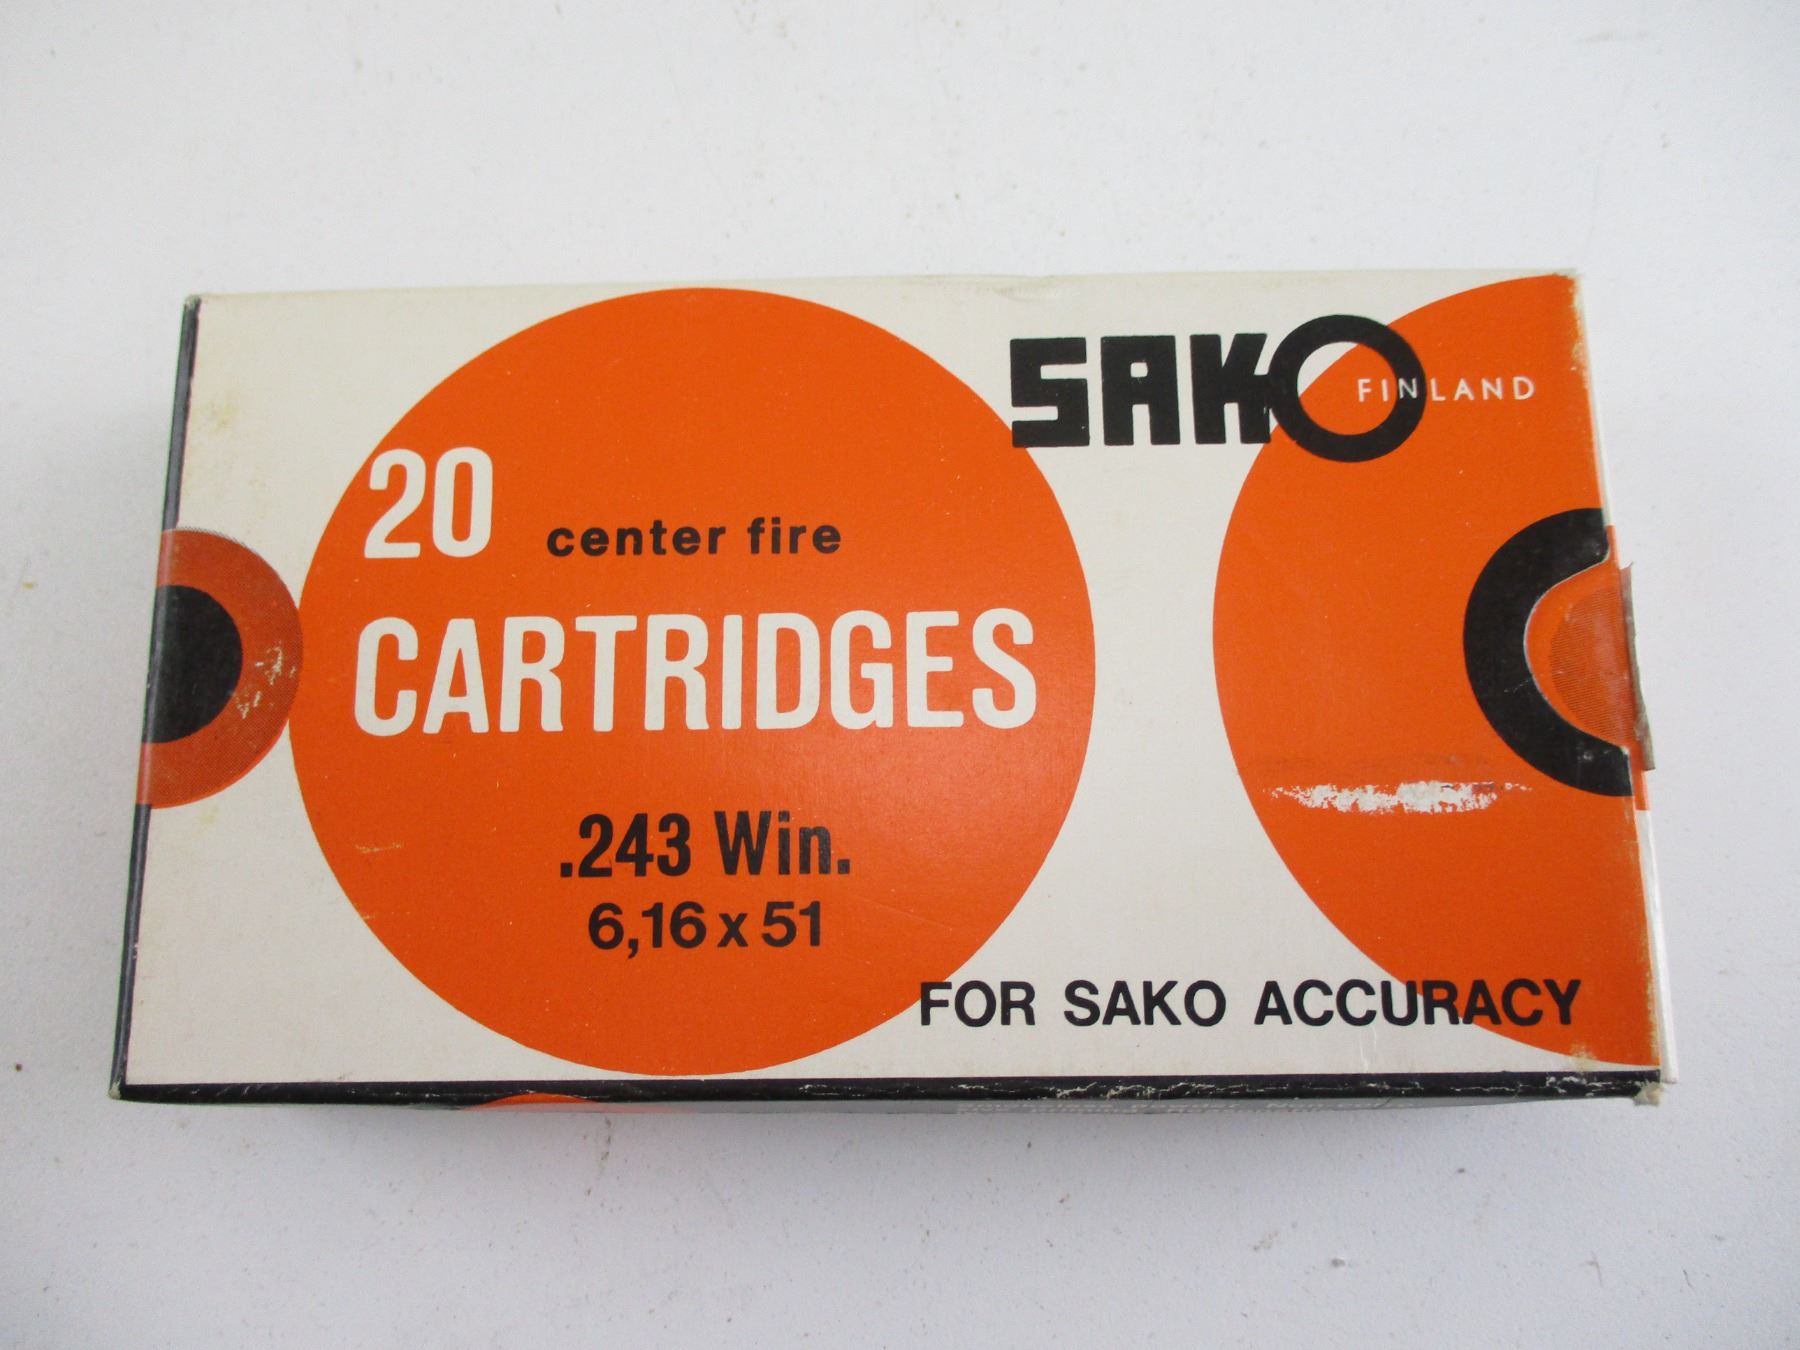 SAKO FINLAND
20 center fire
CARTRIDGES
.243 Win.
6,16 x 51
FOR SAKO ACCURACY